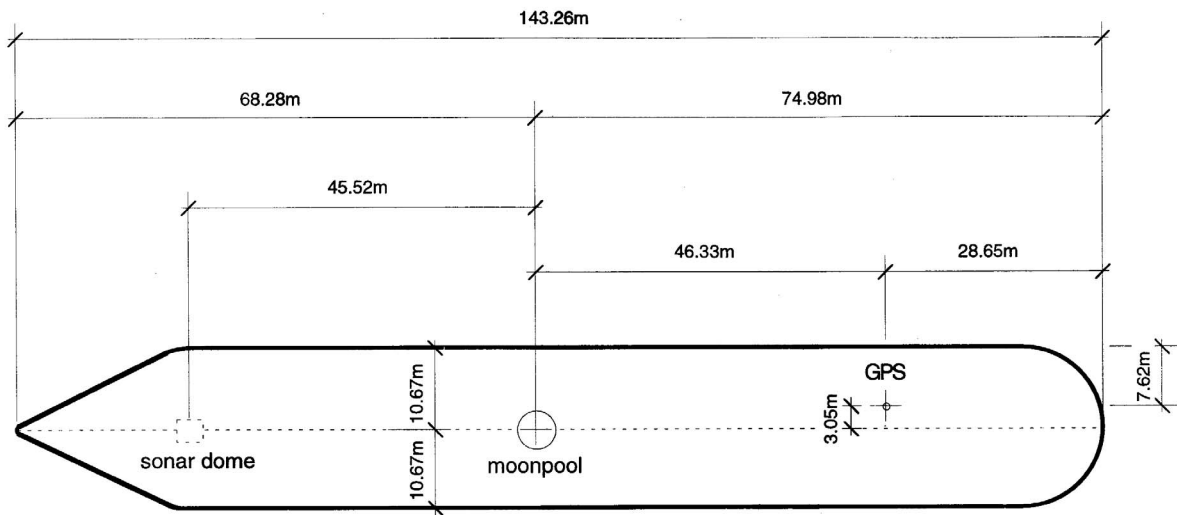 143.26m
68.28m
74.98m
45.52m
46.33m
28.65m
GPS
10.67m
7.62m
3.05m
sonar dome
moonpool
10.67m